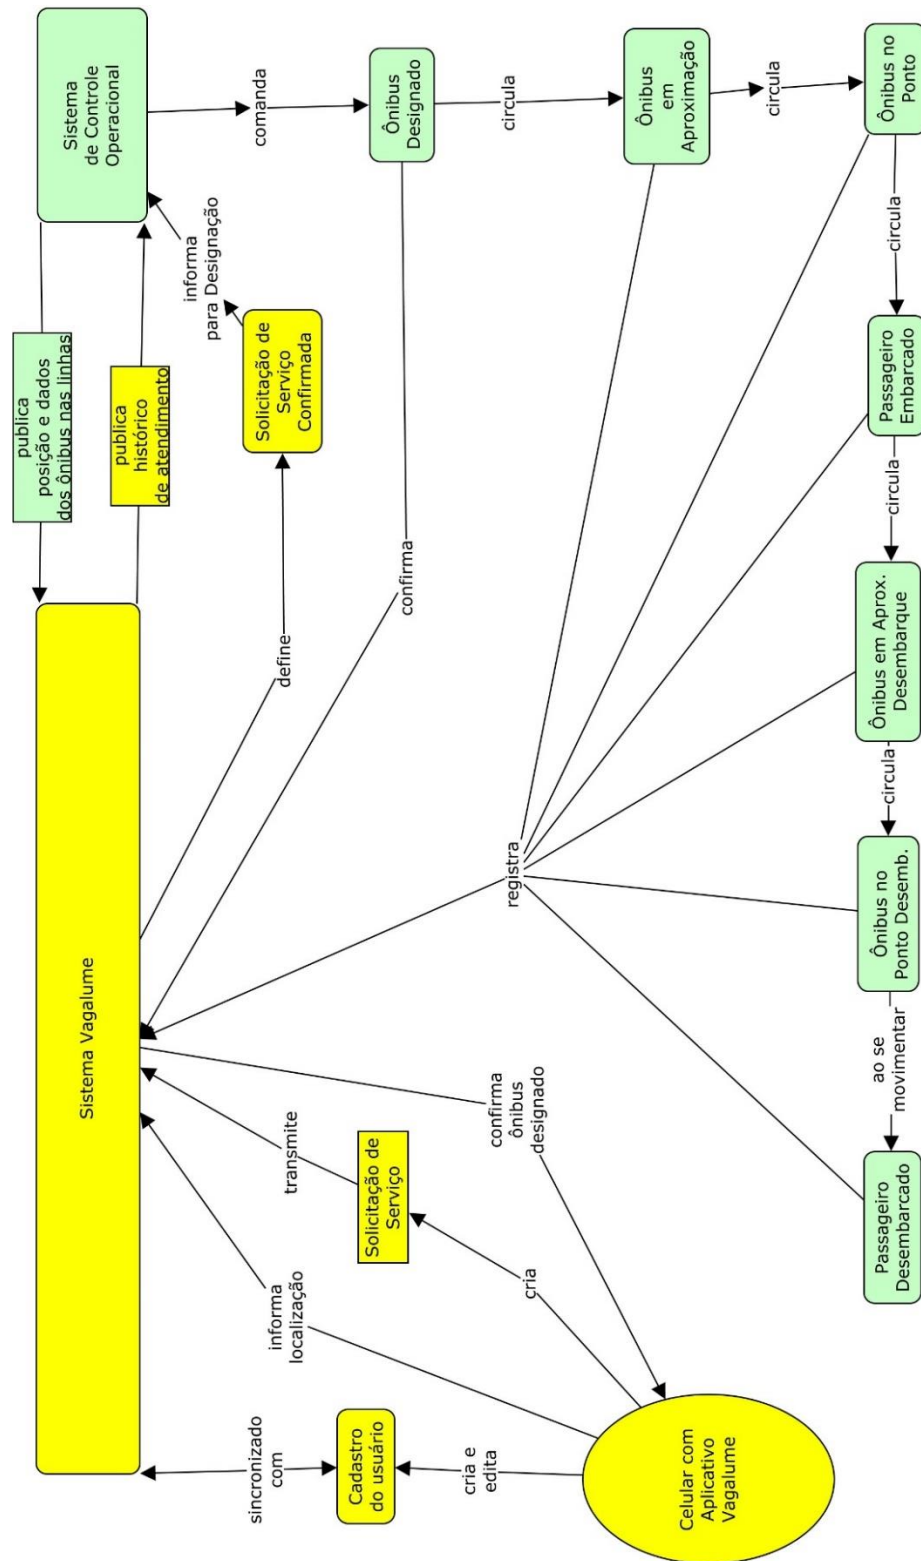 Sistema Vagalume
publica
posição e dados
dos ônibus nas linhas
publica
histórico
de atendimento
Sistema
de Controle
Operacional
sincronizado
com
informa
localização
transmite
define
confirma
informa
para Designação
comanda
Cadastro
do usuário
Solicitação de
Serviço
Solicitação de
Serviço
Confirmada
Ônibus
Designado
cria e
edita
cria
confirma
ônibus
designado
registra
circula
Celular com
Aplicativo
Vagalume
Ônibus
em
Aproximação
circula
Passageiro
Desembarcado
ao se
movimentar
Ônibus no
Ponto Desemb.
circula
Ônibus em Aprox.
Desembarque
circula
Passageiro
Embarcado
circula
Ônibus no
Ponto